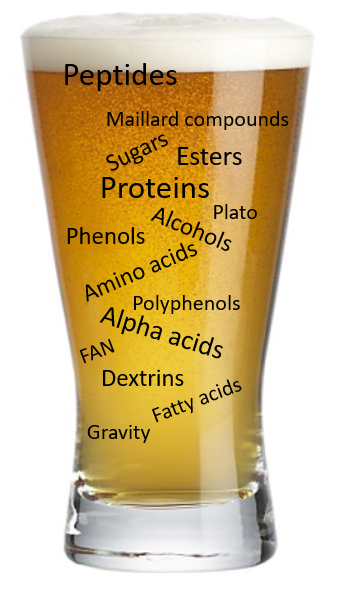 Peptides
Maillard compounds
Sugars
Esters
Proteins
Plato
Alcohols
Phenols
Amino acids
Polyphenols
Alpha acids
FAN
Dextrins
Fatty acids
Gravity